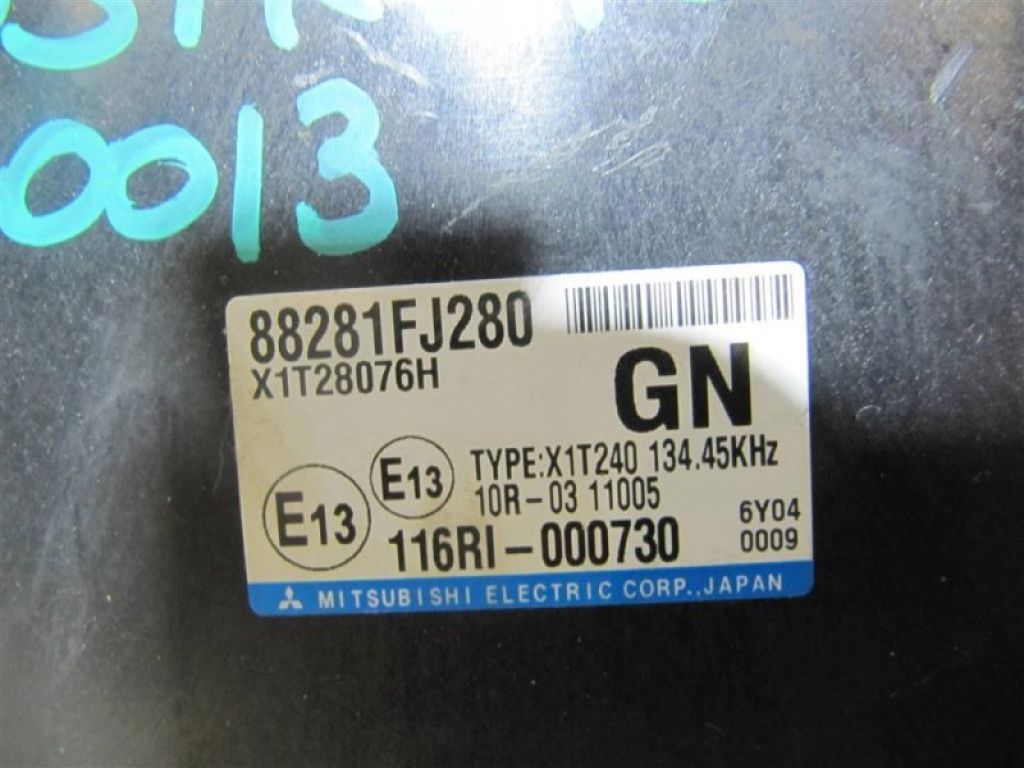 0013
88281FJ280
X1T28076H
GN
E13
E13
TYPE:X1T240 134.45KHz
10R-03 11005
116RI-000730
6Y04
0009
MITSUBISHI ELECTRIC CORP., JAPAN